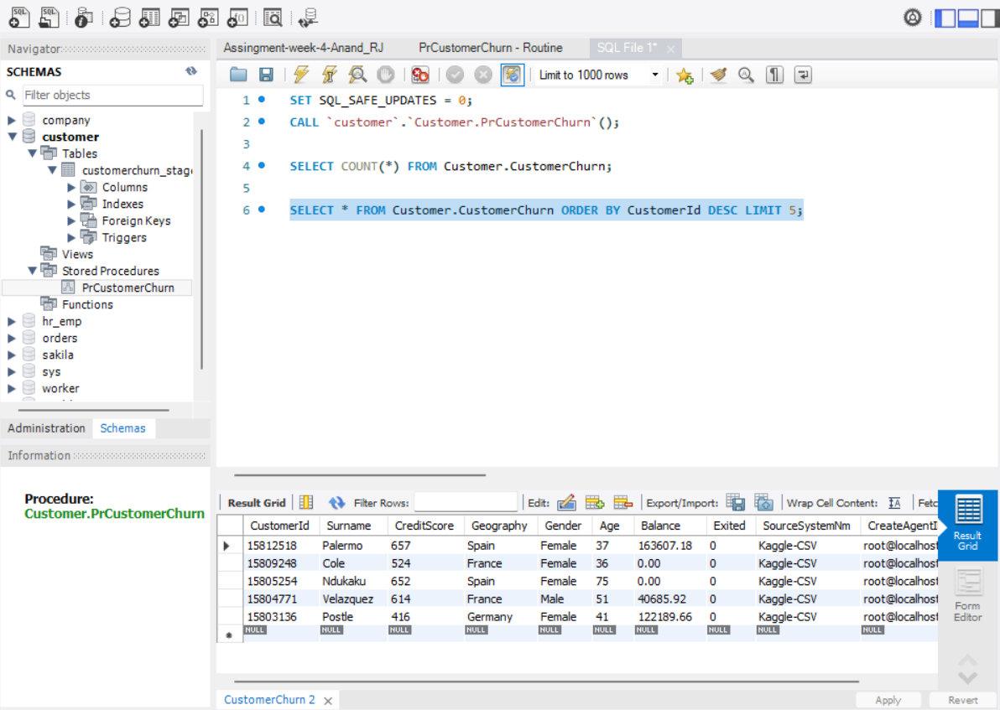 Navigator
SCHEMAS
Filter objects
company
customer
Tables
customerchurn_stage
Columns
Indexes
Foreign Keys
Triggers
Views
Stored Procedures
PrCustomerChurn
Functions
hr_emp
orders
sakila
sys
worker
Administration Schemas
Information
Procedure:
Customer.PrCustomerChurn
Assingment-week-4-Anand_RJ PrCustomerChurn - Routine SQL File 1*
Limit to 1000 rows
1 SET SQL_SAFE_UPDATES = 0;
2 CALL `customer`.`Customer.PrCustomerChurn`();
3
4 SELECT COUNT(*) FROM Customer.CustomerChurn;
5
6 SELECT * FROM Customer.CustomerChurn ORDER BY CustomerId DESC LIMIT 5;
Result Grid Filter Rows: Edit: Export/Import: Wrap Cell Content: Fetc
CustomerId Surname CreditScore Geography Gender Age Balance Exited SourceSystemNm CreateAgentI
15812518 Palermo 657 Spain Female 37 163607.18 0 Kaggle-CSV root@localhost
15809248 Cole 524 France Female 36 0.00 0 Kaggle-CSV root@localhost
15805254 Ndukaku 652 Spain Female 75 0.00 0 Kaggle-CSV root@localhost
15804771 Velazquez 614 France Male 51 40685.92 0 Kaggle-CSV root@localhost
15803136 Postle 416 Germany Female 41 122189.66 0 Kaggle-CSV root@localhost
NULL NULL NULL NULL NULL NULL NULL NULL NULL NULL
Result
Grid
Form
Editor
CustomerChurn 2
Apply Revert